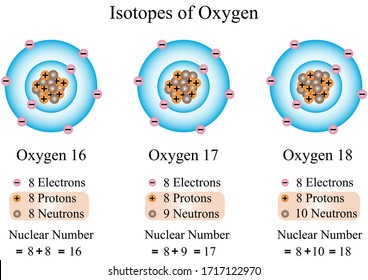 Isotopes of Oxygen
Oxygen 16
Oxygen 17
Oxygen 18
8 Electrons
8 Protons
8 Neutrons
8 Electrons
8 Protons
9 Neutrons
8 Electrons
8 Protons
10 Neutrons
Nuclear Number
= 8+8 = 16
Nuclear Number
= 8+9 = 17
Nuclear Number
= 8+10 = 18
shutterstock.com · 1717122970